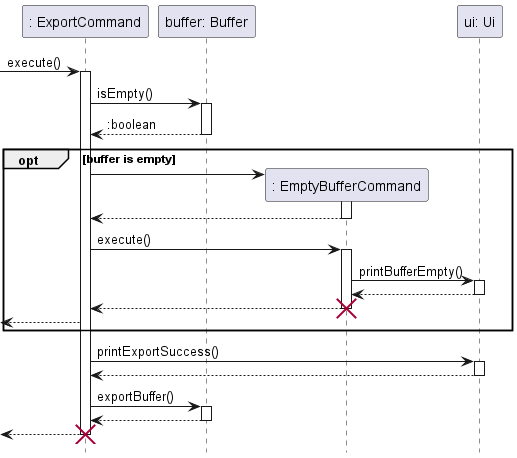 : ExportCommand
buffer: Buffer
ui: Ui
execute()
isEmpty()
:boolean
opt
[buffer is empty]
: EmptyBufferCommand
execute()
printBufferEmpty()
printExportSuccess()
exportBuffer()